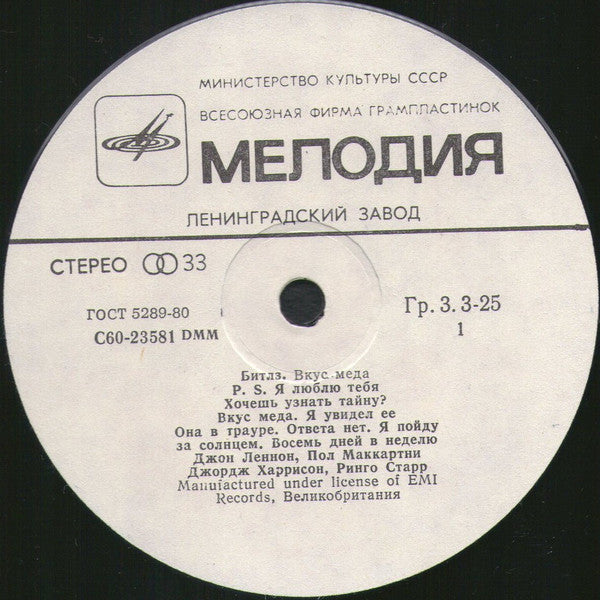 МИНИСТЕРСТВО КУЛЬТУРЫ СССР
ВСЕСОЮЗНАЯ ФИРМА ГРАМПЛАСТИНОК
МЕЛОДИЯ
ЛЕНИНГРАДСКИЙ ЗАВОД
СТЕРЕО 33
ГОСТ 5289-80
С60-23581 DMM
Гр. 3. 3-25
1
Битлз. Вкус меда
P. S. Я люблю тебя
Хочешь узнать тайну?
Вкус меда. Я увидел ее
Она в трауре. Ответа нет. Я пойду
за солнцем. Восемь дней в неделю
Джон Леннон, Пол Маккартни
Джордж Харрисон, Ринго Старр
Manufactured under license of EMI
Records, Великобритания